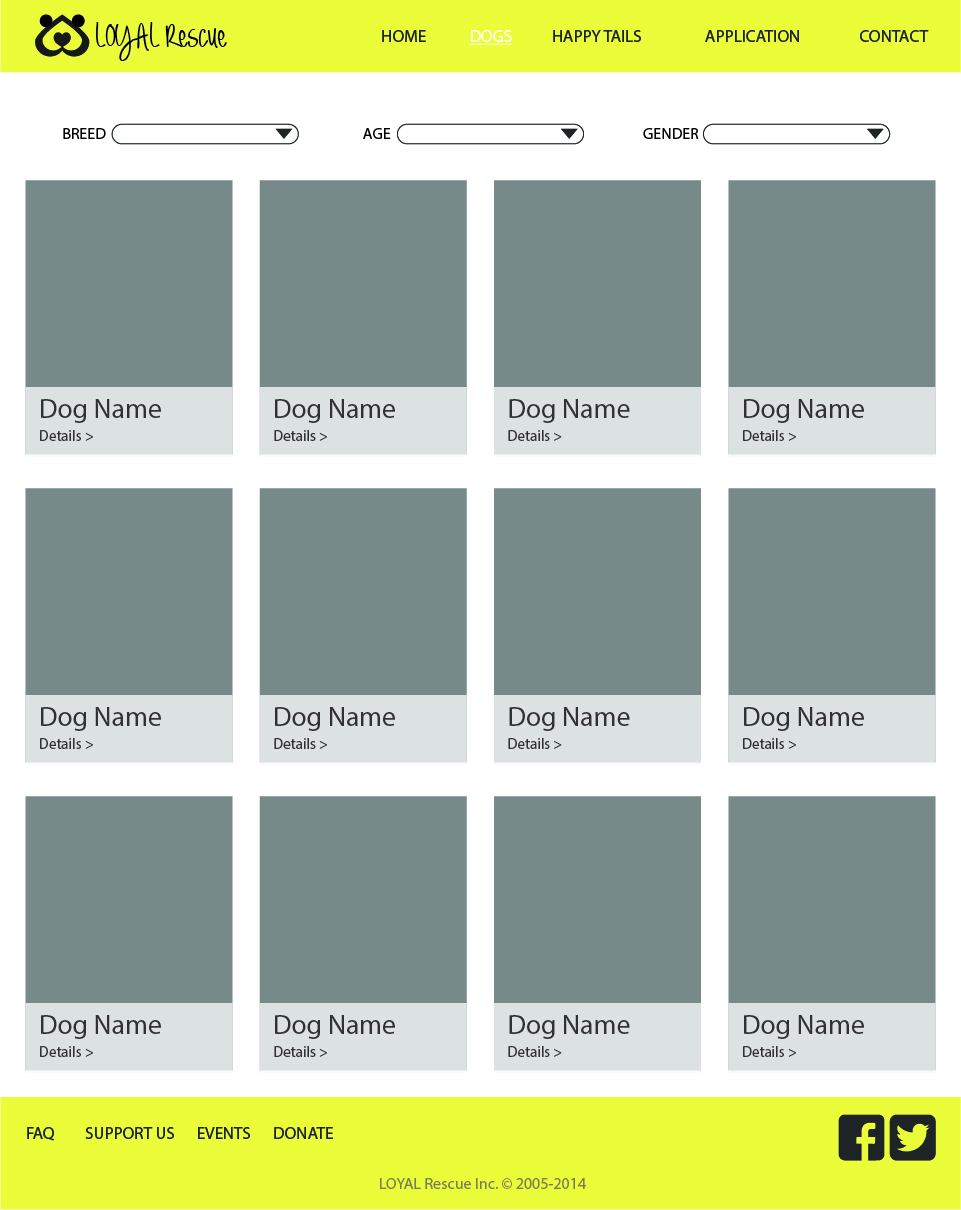 LOYAL Rescue
HOME DOGS HAPPY TAILS APPLICATION CONTACT
BREED AGE GENDER
Dog Name Dog Name Dog Name Dog Name
Details > Details > Details > Details >
Dog Name Dog Name Dog Name Dog Name
Details > Details > Details > Details >
Dog Name Dog Name Dog Name Dog Name
Details > Details > Details > Details >
FAQ SUPPORT US EVENTS DONATE
LOYAL Rescue Inc. © 2005-2014